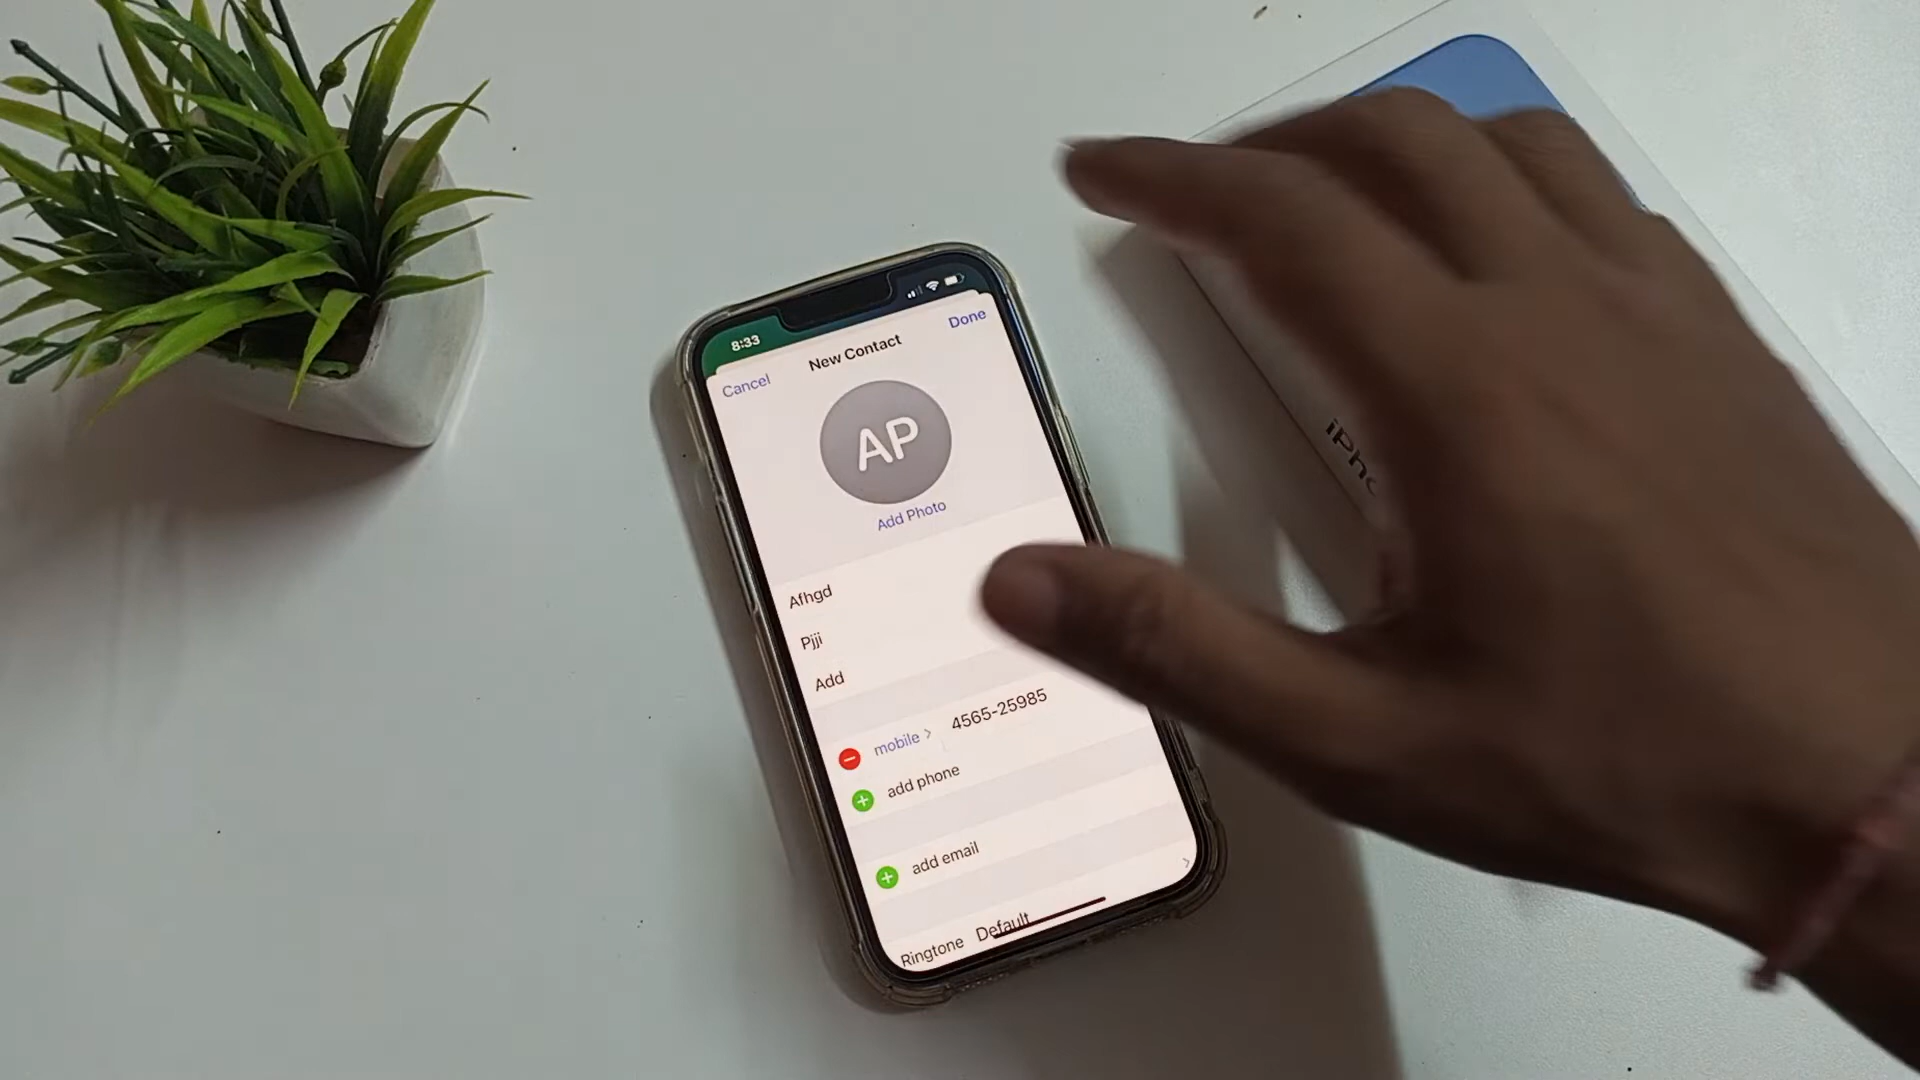 8:33
New Contact
Done
Cancel
AP
Add Photo
Afhgd
Pjji
Add
mobile
4565-25985
add phone
add email
Ringtone Default